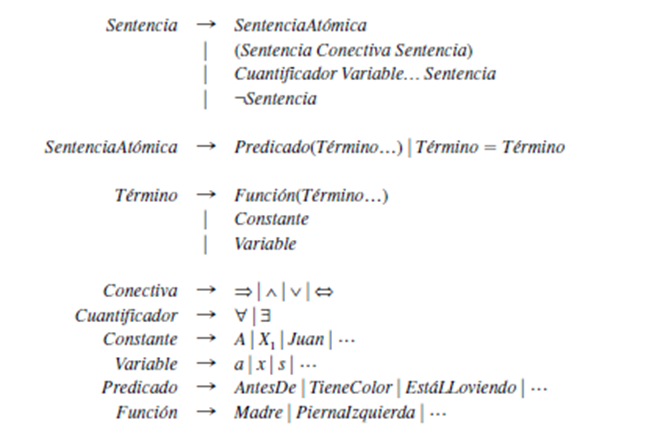 Sentencia → SentenciaAtómica
| (Sentencia Conectiva Sentencia)
| Cuantificador Variable… Sentencia
| ¬Sentencia
SentenciaAtómica → Predicado(Término…) | Término = Término
Término → Función(Término…)
| Constante
| Variable
Conectiva → ⇒ | ∧ | ∨ | ⇔
Cuantificador → ∀ | ∃
Constante → A | X₁ | Juan | ⋯
Variable → a | x | s | ⋯
Predicado → AntesDe | TieneColor | EstáLLoviendo | ⋯
Función → Madre | PiernaIzquierda | ⋯